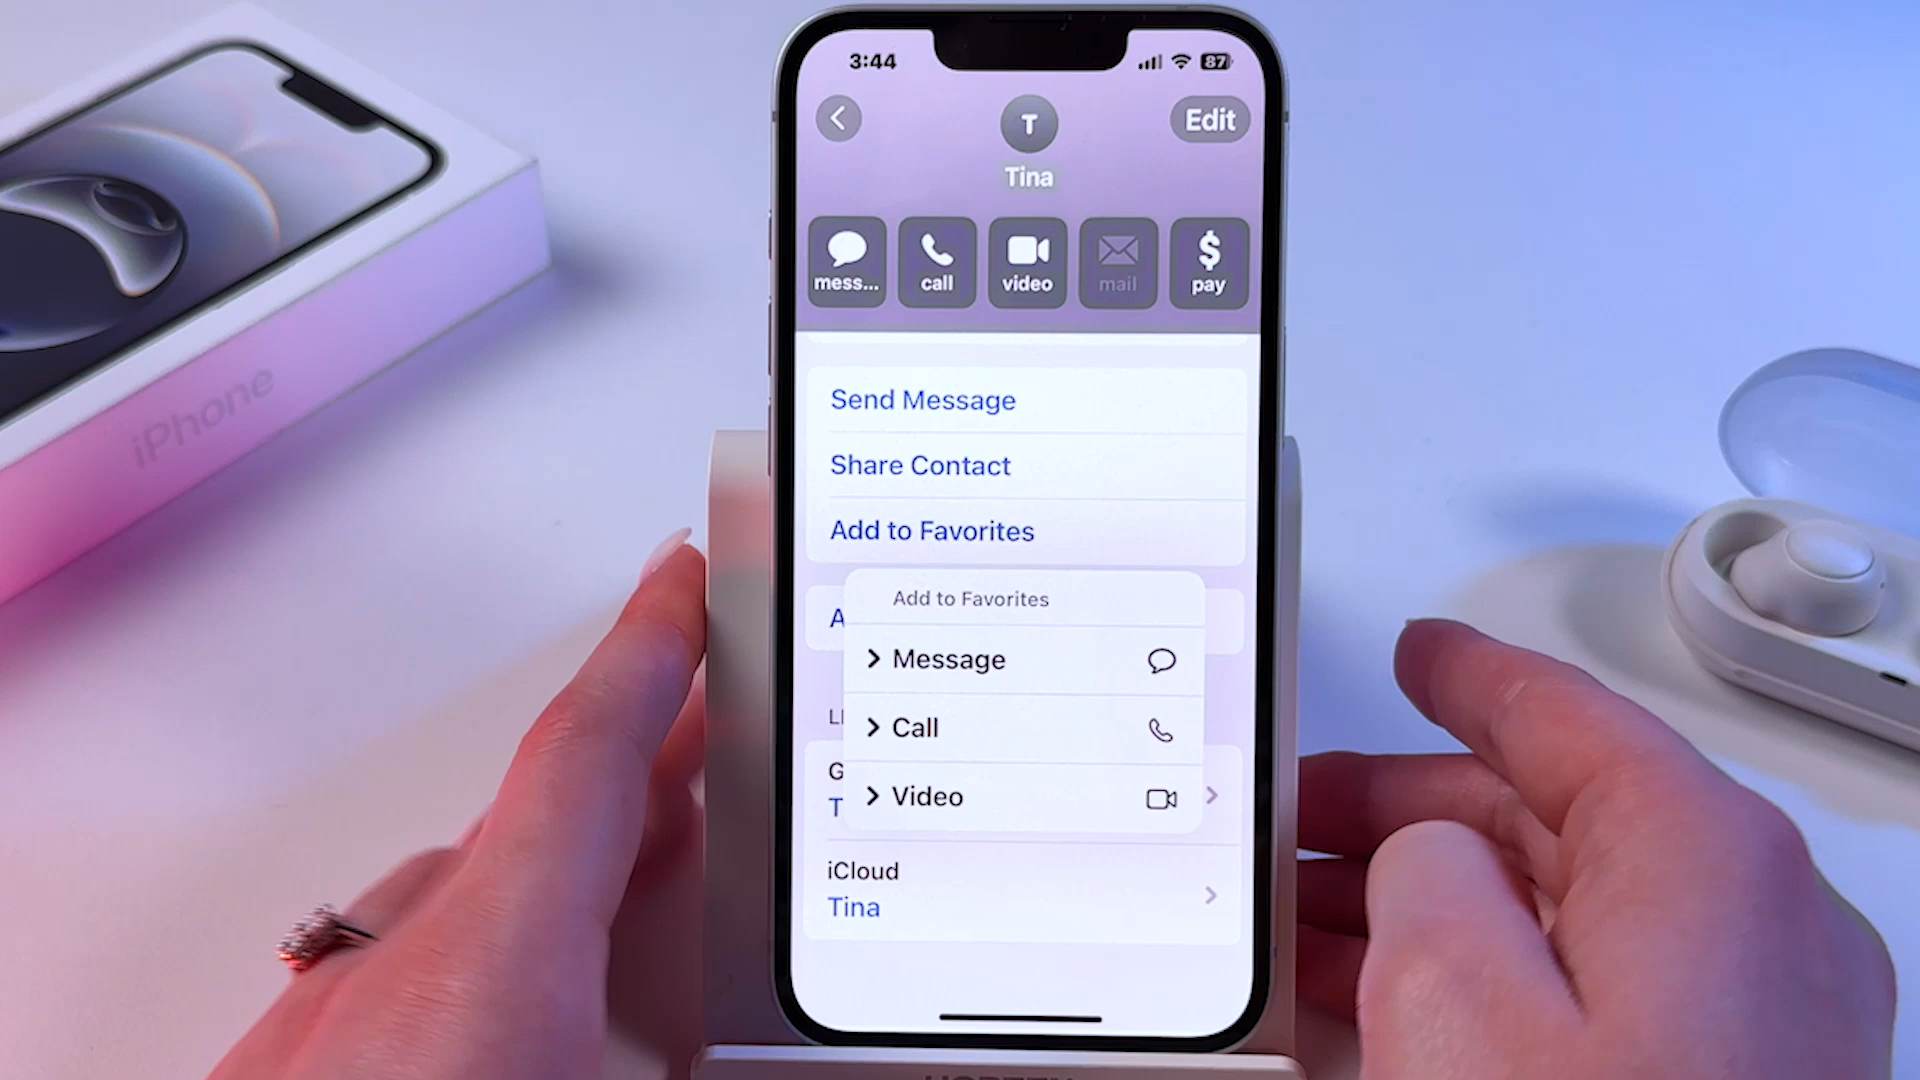 3:44
87
T
Edit
Tina
mess...
call
video
mail
pay
Send Message
Share Contact
Add to Favorites
Add to Favorites
Message
Call
Video
iCloud
Tina
iPhone